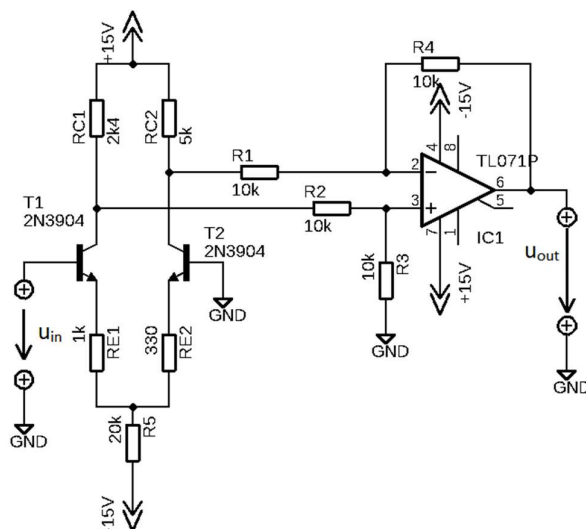 +15V
R4
10k
-15V
RC1
2k4
RC2
5k
4
8
TL071P
R1
10k
2
6
R2
10k
3
5
T1
2N3904
T2
2N3904
7
1
IC1
10k
R3
+15V
uout
GND
uin
1k
RE1
330
RE2
GND
GND
GND
20k
R5
-15V